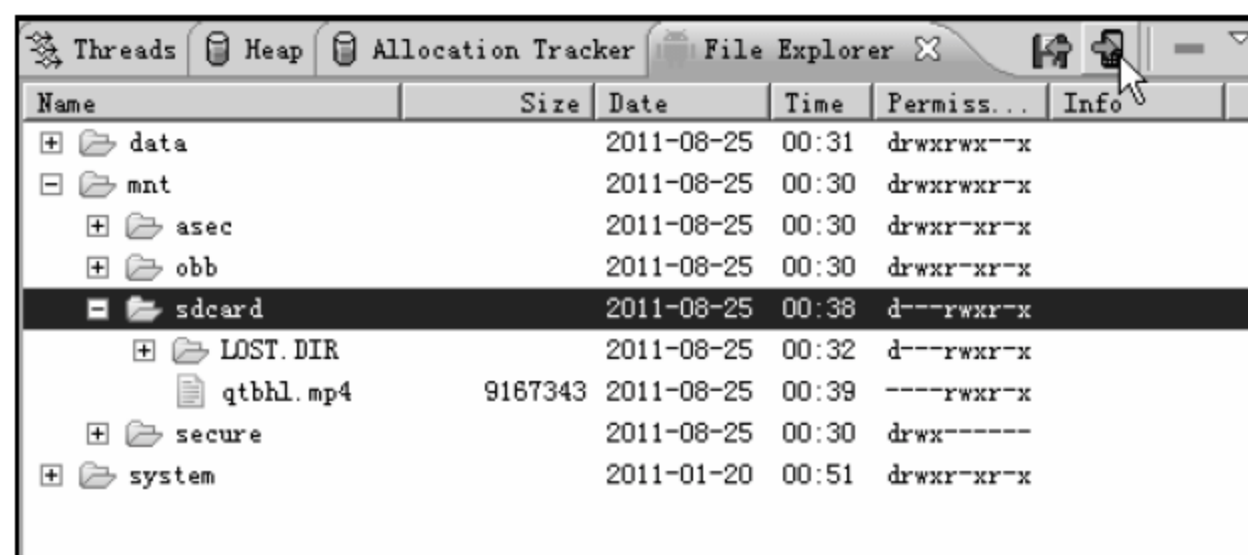 Threads Heap Allocation Tracker File Explorer
Name Size Date Time Permiss... Info
data 2011-08-25 00:31 drwxrwx--x
mnt 2011-08-25 00:30 drwxrwxr-x
asec 2011-08-25 00:30 drwxr-xr-x
obb 2011-08-25 00:30 drwxr-xr-x
sdcard 2011-08-25 00:38 d---rwxr-x
LOST.DIR 2011-08-25 00:32 d---rwxr-x
qtbhl.mp4 9167343 2011-08-25 00:39 ----rwxr-x
secure 2011-08-25 00:30 drwx------
system 2011-01-20 00:51 drwxr-xr-x